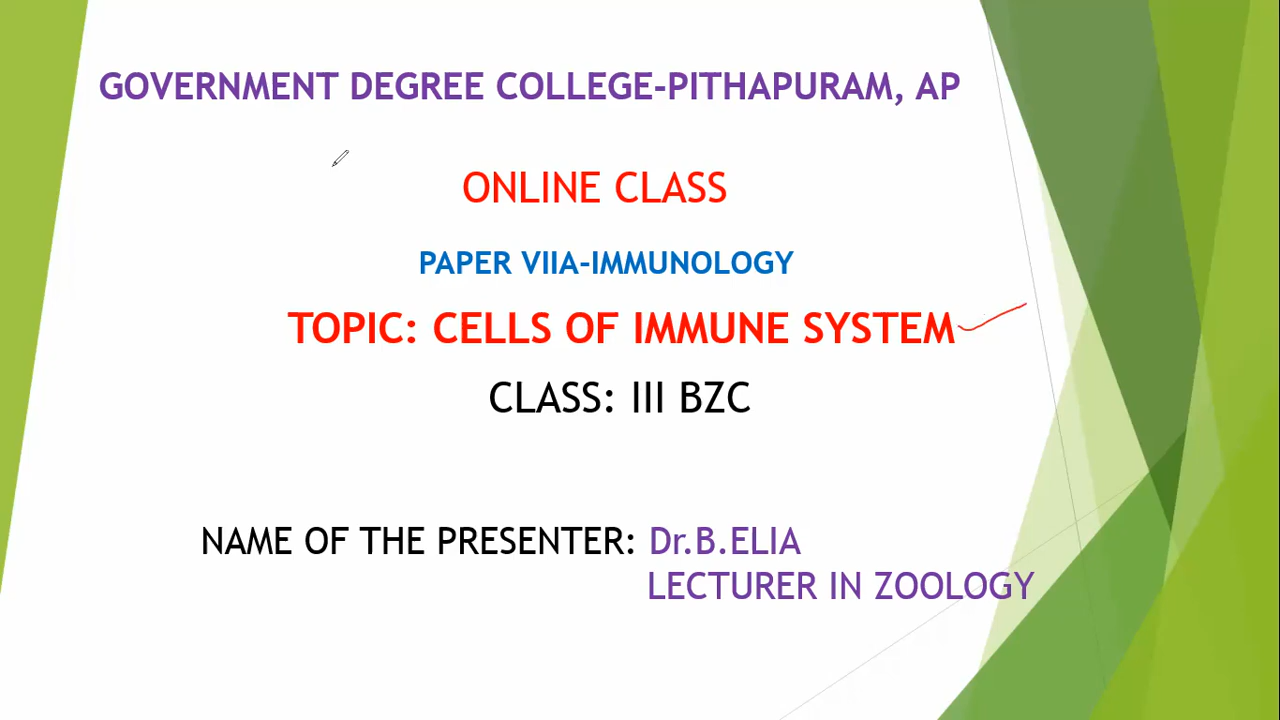 GOVERNMENT DEGREE COLLEGE-PITHAPURAM, AP
ONLINE CLASS
PAPER VIIA-IMMUNOLOGY
TOPIC: CELLS OF IMMUNE SYSTEM
CLASS: III BZC
NAME OF THE PRESENTER: Dr.B.ELIA
LECTURER IN ZOOLOGY